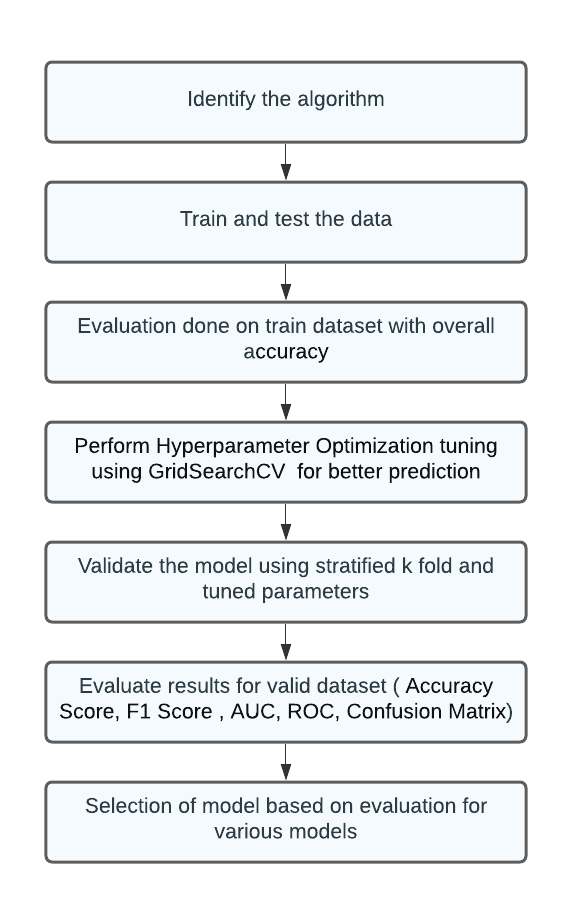 Identify the algorithm
Train and test the data
Evaluation done on train dataset with overall
accuracy
Perform Hyperparameter Optimization tuning
using GridSearchCV  for better prediction
Validate the model using stratified k fold and
tuned parameters
Evaluate results for valid dataset ( Accuracy
Score, F1 Score , AUC, ROC, Confusion Matrix)
Selection of model based on evaluation for
various models